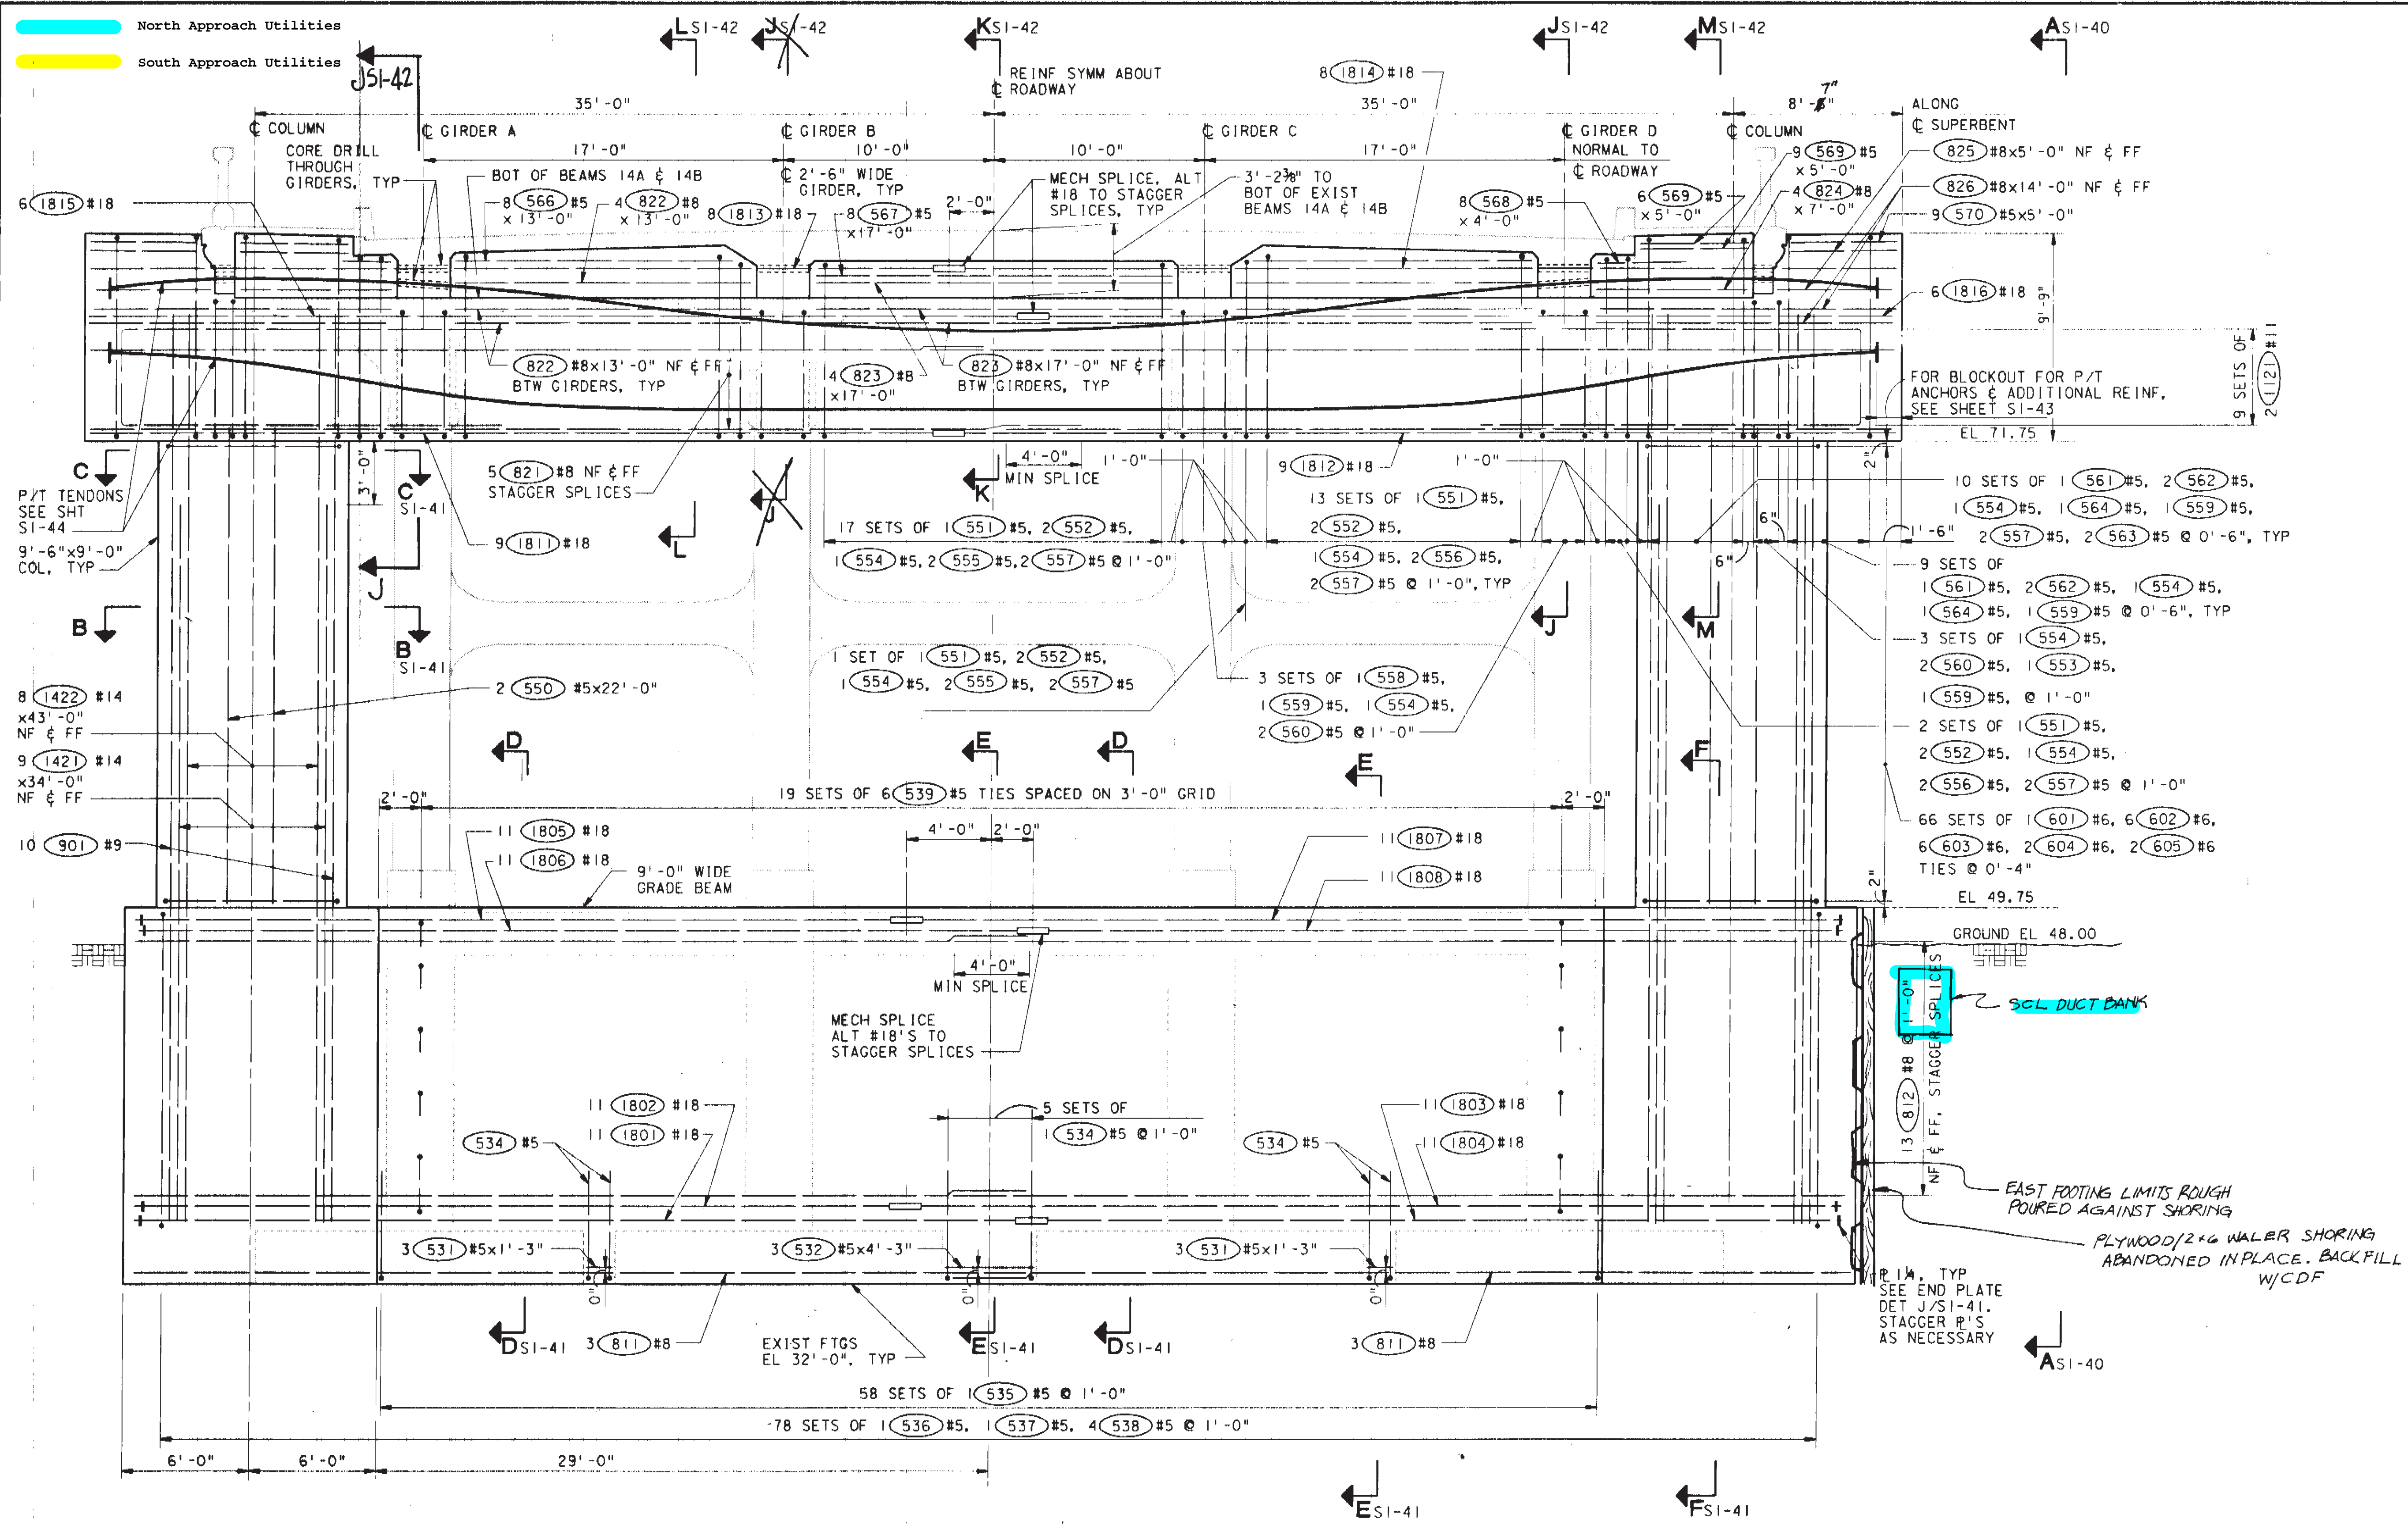 North Approach Utilities
South Approach Utilities
JS1-42
LS1-42
JS1-42
KS1-42
JS1-42
MS1-42
AS1-40
REINF SYMM ABOUT
℄ ROADWAY
8 (1814) #18
35'-0"
35'-0"
7"
8'-8"
ALONG
℄ SUPERBENT
℄ COLUMN
℄ GIRDER A
℄ GIRDER B
℄ GIRDER C
℄ GIRDER D
NORMAL TO
℄ ROADWAY
℄ COLUMN
CORE DRILL
THROUGH
GIRDERS, TYP
17'-0"
10'-0"
10'-0"
17'-0"
BOT OF BEAMS 14A & 14B
℄ 2'-6" WIDE
GIRDER, TYP
MECH SPLICE, ALT
#18 TO STAGGER
SPLICES, TYP
3'-2⅜" TO
BOT OF EXIST
BEAMS 14A & 14B
9 (569) #5
x 5'-0"
6 (569) #5
x 5'-0"
4 (824) #8
x 7'-0"
(825) #8x5'-0" NF & FF
(826) #8x14'-0" NF & FF
9 (570) #5x5'-0"
6 (1815) #18
8 (566) #5
x 13'-0"
4 (822) #8
x 13'-0"
8 (1813) #18
8 (567) #5
x17'-0"
2'-0"
8 (568) #5
x 4'-0"
6 (1816) #18
9'-9"
9 SETS OF
2 (1121) #11
(822) #8x13'-0" NF & FF
BTW GIRDERS, TYP
4 (823) #8
x17'-0"
(823) #8x17'-0" NF & FF
BTW GIRDERS, TYP
FOR BLOCKOUT FOR P/T
ANCHORS & ADDITIONAL REINF,
SEE SHEET S1-43
EL 71.75
2"
C
C
S1-41
3'-0"
P/T TENDONS
SEE SHT
S1-44
9'-6"x9'-0"
COL, TYP
5 (821) #8 NF & FF
STAGGER SPLICES
9 (1811) #18
J
L
J
K
4'-0"
MIN SPLICE
1'-0"
9 (1812) #18
1'-0"
17 SETS OF 1 (551) #5, 2 (552) #5,
1 (554) #5, 2 (555) #5, 2 (557) #5 @ 1'-0"
13 SETS OF 1 (551) #5,
2 (552) #5,
1 (554) #5, 2 (556) #5,
2 (557) #5 @ 1'-0", TYP
6"
6"
1'-6"
10 SETS OF 1 (561) #5, 2 (562) #5,
1 (554) #5, 1 (564) #5, 1 (559) #5,
2 (557) #5, 2 (563) #5 @ 0'-6", TYP
9 SETS OF
1 (561) #5, 2 (562) #5, 1 (554) #5,
1 (564) #5, 1 (559) #5 @ 0'-6", TYP
3 SETS OF 1 (554) #5,
2 (560) #5, 1 (553) #5,
1 (559) #5, @ 1'-0"
2 SETS OF 1 (551) #5,
2 (552) #5, 1 (554) #5,
2 (556) #5, 2 (557) #5 @ 1'-0"
66 SETS OF 1 (601) #6, 6 (602) #6,
6 (603) #6, 2 (604) #6, 2 (605) #6
TIES @ 0'-4"
B
B
S1-41
J
M
1 SET OF 1 (551) #5, 2 (552) #5,
1 (554) #5, 2 (555) #5, 2 (557) #5
3 SETS OF 1 (558) #5,
1 (559) #5, 1 (554) #5,
2 (560) #5 @ 1'-0"
8 (1422) #14
x43'-0"
NF & FF
9 (1421) #14
x34'-0"
NF & FF
10 (901) #9
2 (550) #5x22'-0"
D
E
D
E
F
2'-0"
19 SETS OF 6 (539) #5 TIES SPACED ON 3'-0" GRID
2'-0"
11 (1805) #18
11 (1806) #18
9'-0" WIDE
GRADE BEAM
4'-0"
2'-0"
11 (1807) #18
11 (1808) #18
2"
EL 49.75
GROUND EL 48.00
4'-0"
MIN SPLICE
MECH SPLICE
ALT #18'S TO
STAGGER SPLICES
SCL DUCT BANK
13 (812) #8 @ 1'-0"
NF & FF, STAGGER SPLICES
11 (1802) #18
11 (1801) #18
534 #5
5 SETS OF
1 (534) #5 @ 1'-0"
534 #5
11 (1803) #18
11 (1804) #18
EAST FOOTING LIMITS ROUGH
POURED AGAINST SHORING
PLYWOOD/2x6 WALER SHORING
ABANDONED IN PLACE. BACKFILL
W/CDF
3 (531) #5x1'-3"
3 (532) #5x4'-3"
3 (531) #5x1'-3"
0"
0"
0"
℄ 1¼, TYP
SEE END PLATE
DET J/S1-41.
STAGGER ℄'S
AS NECESSARY
DS1-41
3 (811) #8
EXIST FTGS
EL 32'-0", TYP
ES1-41
DS1-41
3 (811) #8
AS1-40
58 SETS OF 1 (535) #5 @ 1'-0"
78 SETS OF 1 (536) #5, 1 (537) #5, 4 (538) #5 @ 1'-0"
6'-0"
6'-0"
29'-0"
ES1-41
FS1-41